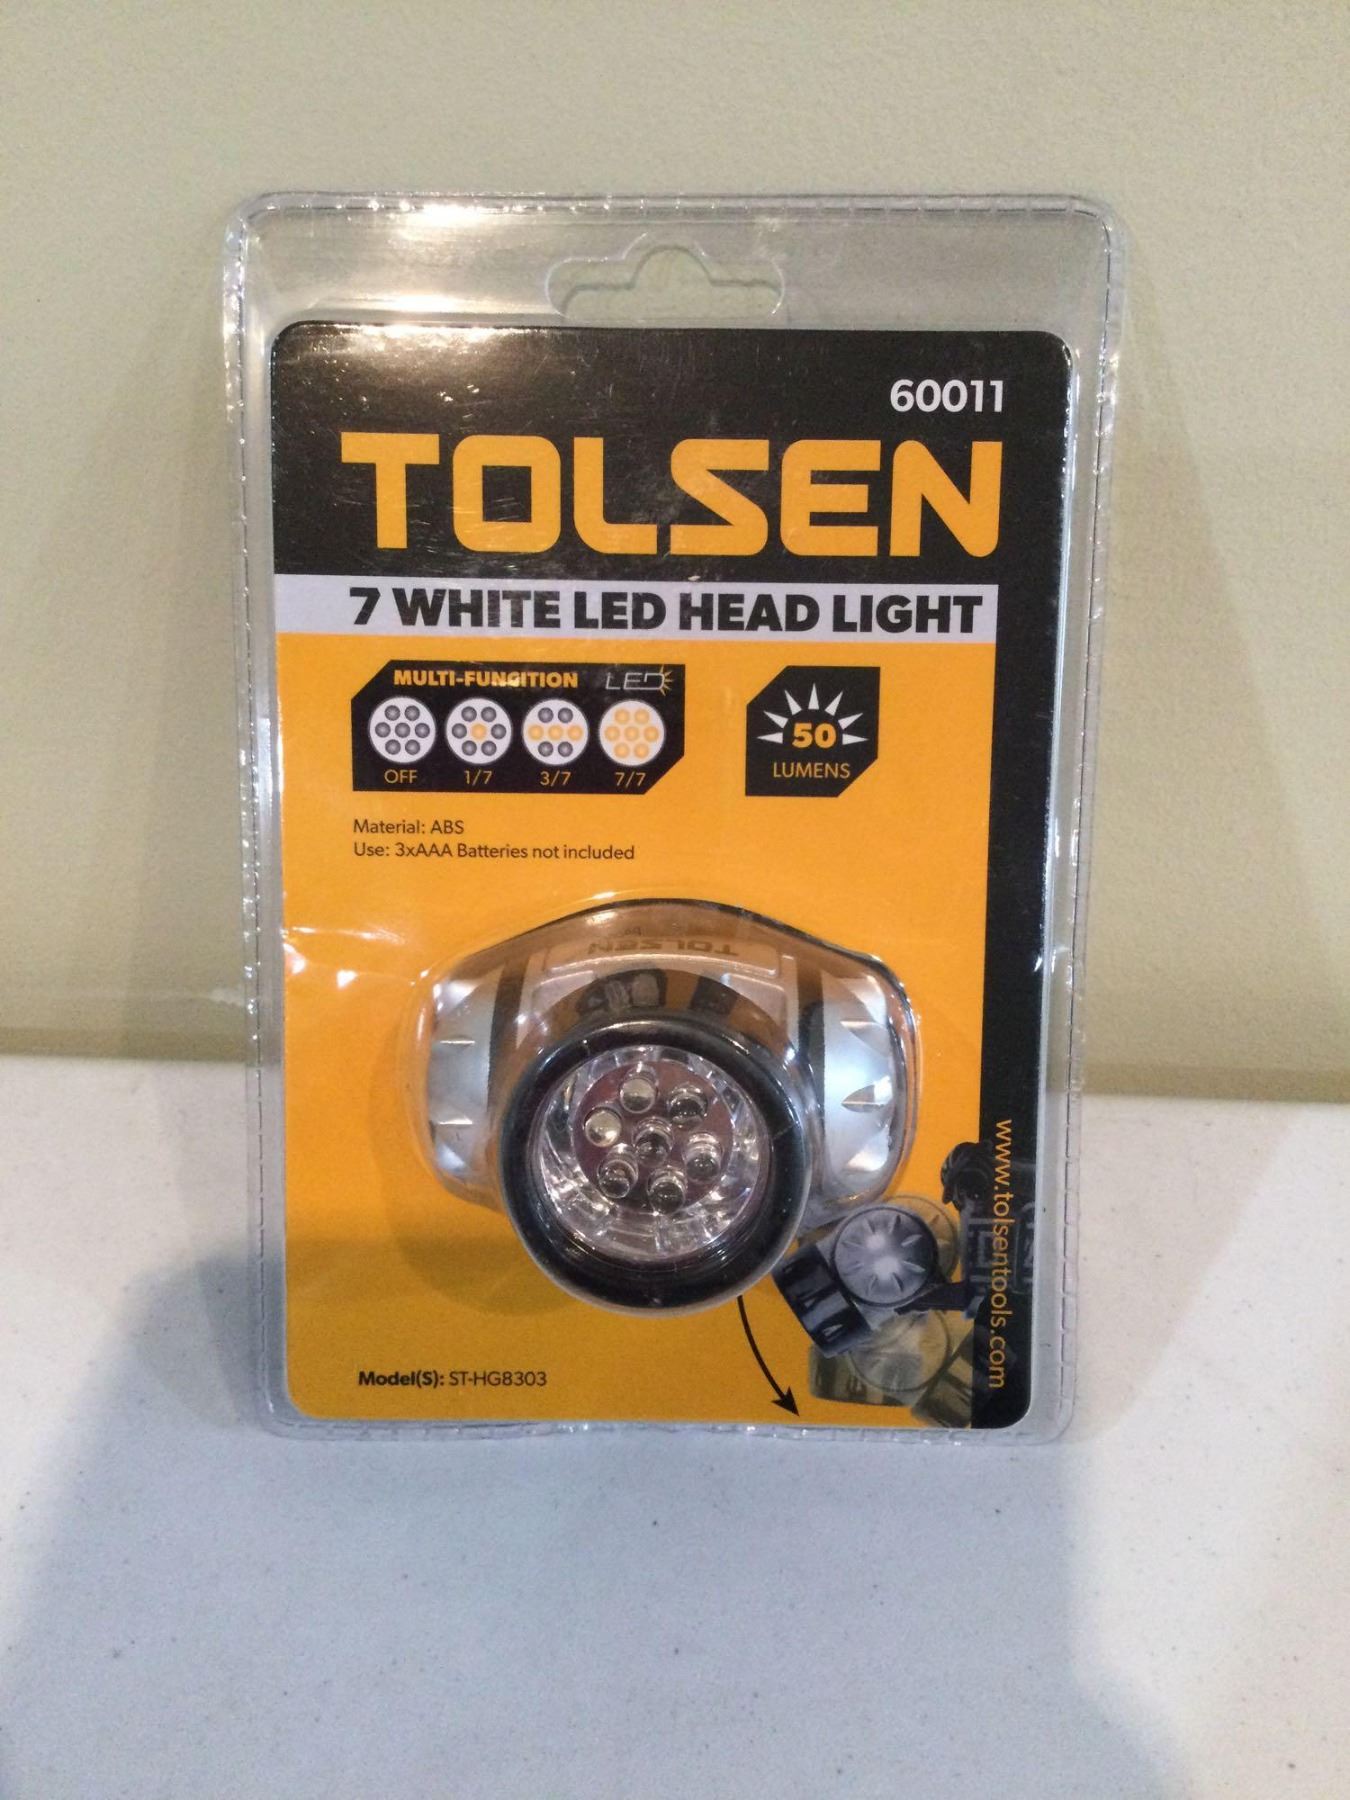 60011
TOLSEN
7 WHITE LED HEAD LIGHT
MULTI-FUNCITION LED
OFF 1/7 3/7 7/7
50
LUMENS
Material: ABS
Use: 3xAAA Batteries not included
TOLSEN
www.tolsentools.com
Model(S): ST-HG8303